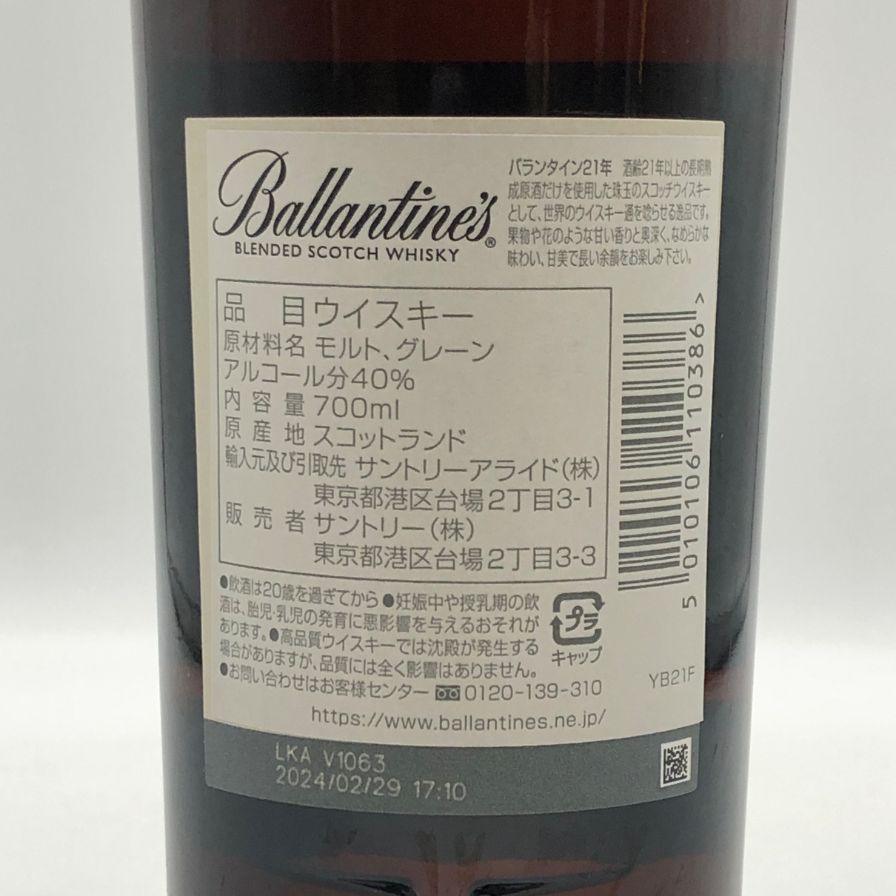 Ballantine's®
BLENDED SCOTCH WHISKY
バランタイン21年 酒齢21年以上の長期熟
成原酒だけを使用した珠玉のスコッチウイスキー
として、世界のウイスキー通を唸らせる逸品です。
果物や花のような甘い香りと奥深く、なめらかな
味わい、甘美で長い余韻をお楽しみ下さい。
品 目 ウイスキー
原材料名 モルト、グレーン
アルコール分40%
内 容 量 700ml
原 産 地 スコットランド
輸入元及び引取先 サントリーアライド(株)
東京都港区台場2丁目3-1
販 売 者 サントリー(株)
東京都港区台場2丁目3-3
5 010106 110386 >
●飲酒は20歳を過ぎてから ●妊娠中や授乳期の飲
酒は、胎児・乳児の発育に悪影響を与えるおそれが
あります。●高品質ウイスキーでは沈殿が発生する
場合がありますが、品質には全く影響はありません。
●お問い合わせはお客様センター 0120-139-310
https://www.ballantines.ne.jp/
プラ
キャップ
YB21F
LKA V1063
2024/02/29 17:10